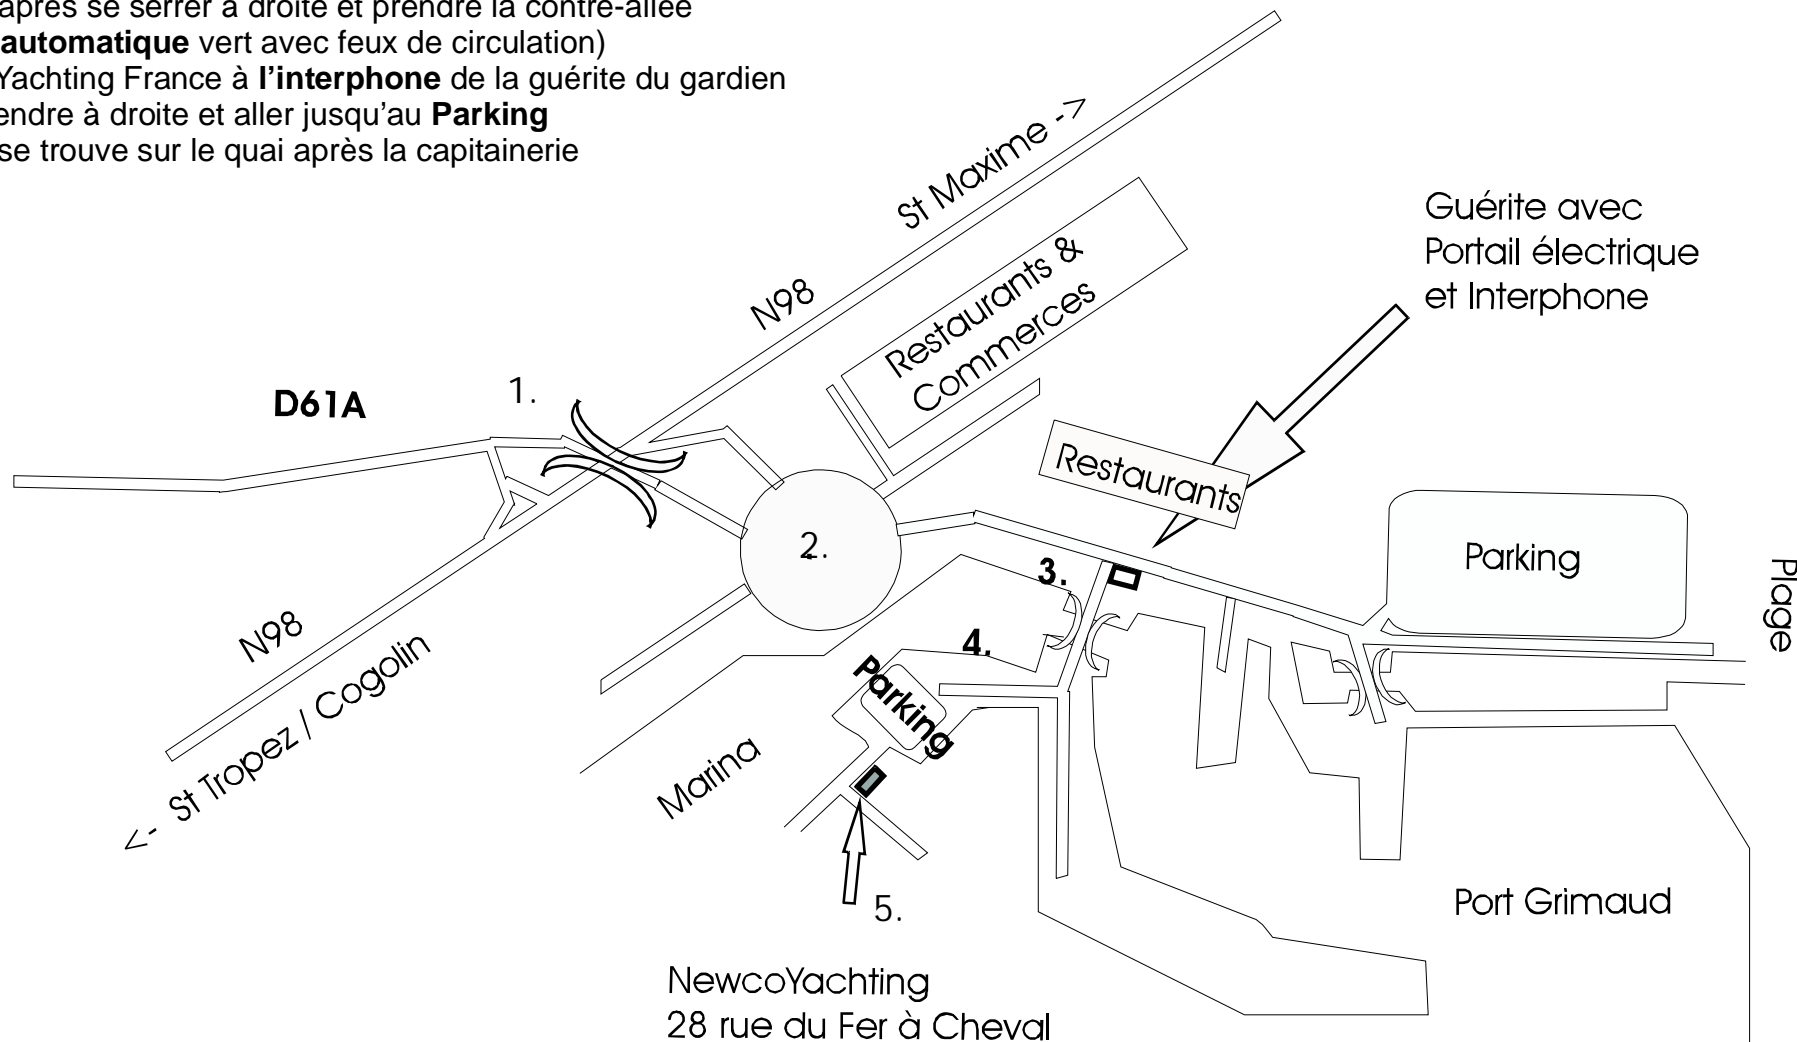 après se serrer à droite et prendre la contre-allée
automatique vert avec feux de circulation)
Yachting France à l'interphone de la guérite du gardien
endre à droite et aller jusqu'au Parking
se trouve sur le quai après la capitainerie
St Maxime ->
Guérite avec
Portail électrique
et Interphone
N98
Restaurants &
Commerces
D61A
1.
Restaurants
2.
Parking
Plage
3.
4.
N98
Parking
<- St Tropez / Cogolin
Marina
5.
Port Grimaud
NewcoYachting
28 rue du Fer à Cheval